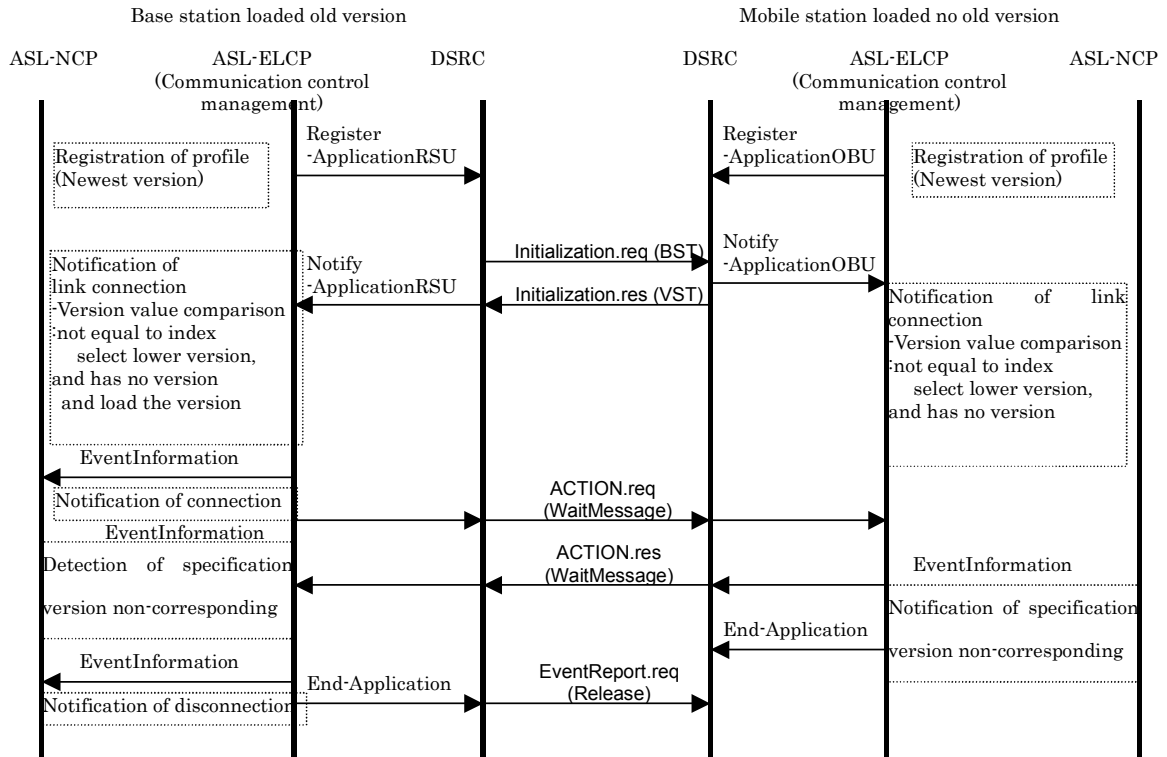 Base station loaded old version
Mobile station loaded no old version
ASL-NCP
ASL-ELCP
DSRC
DSRC
ASL-ELCP
ASL-NCP
(Communication control
management)
(Communication control
management)
Register
-ApplicationRSU
Register
-ApplicationOBU
Registration of profile
(Newest version)
Registration of profile
(Newest version)
Initialization.req (BST)
Notify
-ApplicationOBU
Notification of
link connection
-Version value comparison
:not equal to index
select lower version,
and has no version
and load the version
Notify
-ApplicationRSU
Initialization.res (VST)
Notification of link
connection
-Version value comparison
:not equal to index
select lower version,
and has no version
EventInformation
Notification of connection
ACTION.req
(WaitMessage)
EventInformation
Detection of specification
version non-corresponding
ACTION.res
(WaitMessage)
EventInformation
Notification of specification
version non-corresponding
End-Application
EventInformation
Notification of disconnection
End-Application
EventReport.req
(Release)